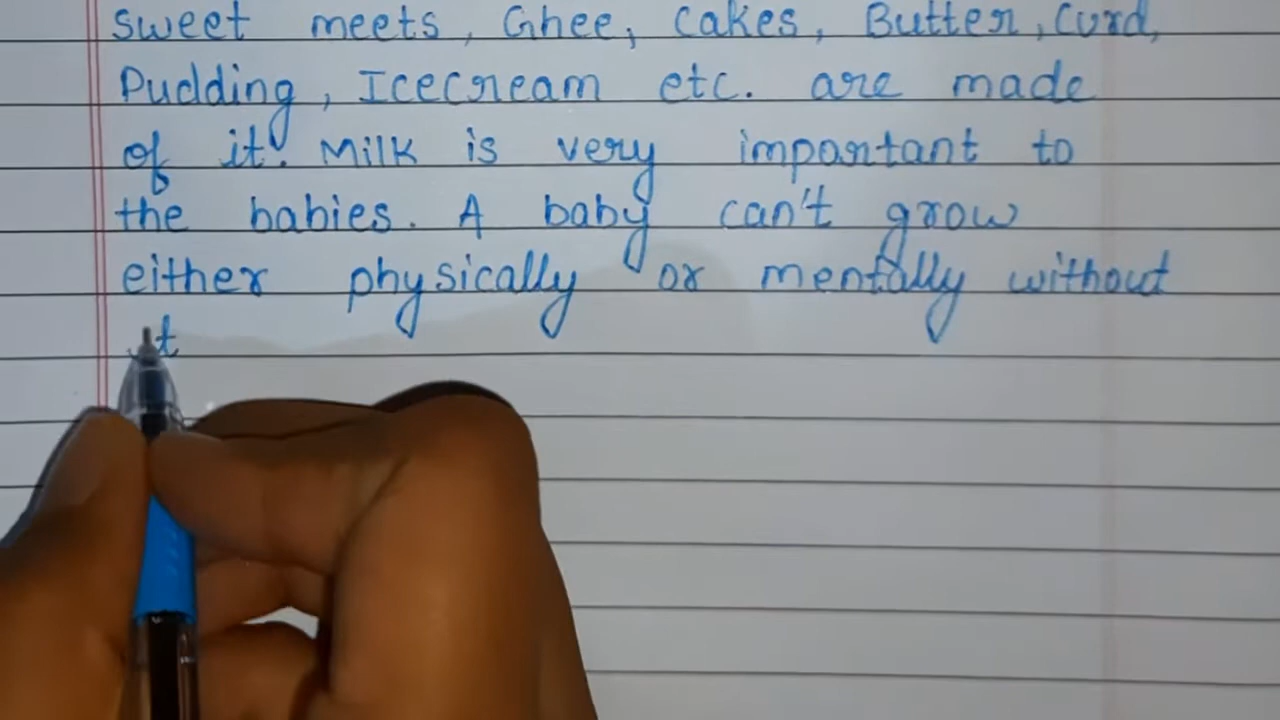 sweet meets, Ghee, Cakes, Butter, Curd,
Pudding, Icecream etc. are made
of it. Milk is very important to
the babies. A baby can't grow
either physically or mentally without
it